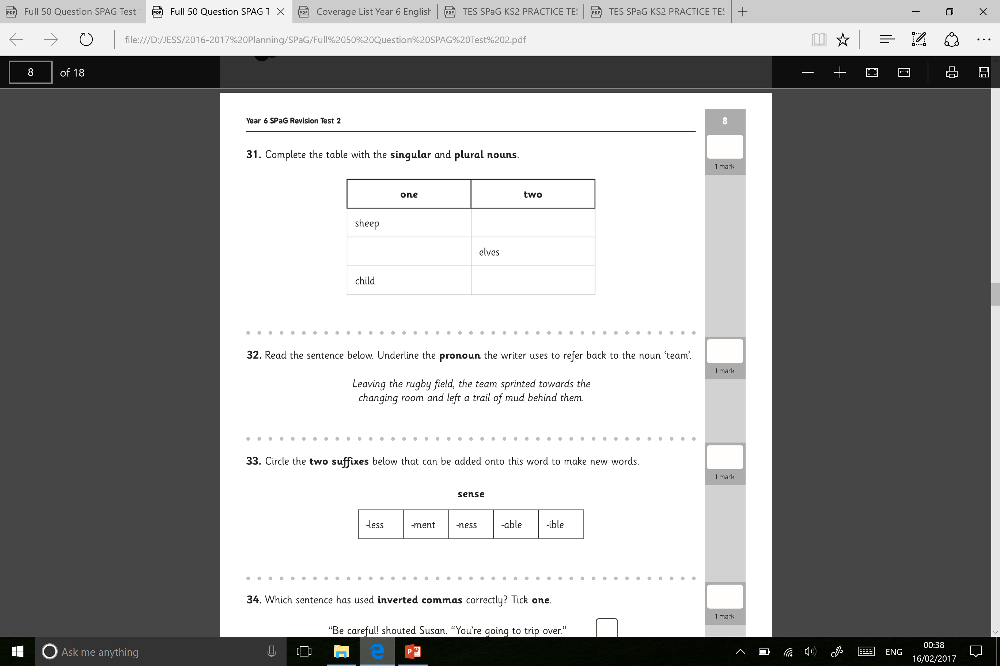 Full 50 Question SPAG Test
Full 50 Question SPAG T
Coverage List Year 6 English
TES SPaG KS2 PRACTICE TES
TES SPaG KS2 PRACTICE TES
file:///D:/JESS/2016-2017%20Planning/SPaG/Full%2050%20Question%20SPAG%20Test%202.pdf
8 of 18
Year 6 SPaG Revision Test 2
8
31. Complete the table with the singular and plural nouns.
1 mark
one two
sheep
elves
child
32. Read the sentence below. Underline the pronoun the writer uses to refer back to the noun ‘team’.
1 mark
Leaving the rugby field, the team sprinted towards the
changing room and left a trail of mud behind them.
33. Circle the two suffixes below that can be added onto this word to make new words.
1 mark
sense
-less -ment -ness -able -ible
34. Which sentence has used inverted commas correctly? Tick one.
1 mark
“Be careful! shouted Susan. “You’re going to trip over.”
Ask me anything
ENG
00:38
16/02/2017